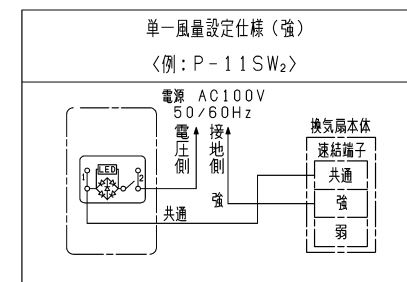 単一風量設定仕様（強）
〈例：P-11SW₂〉
電源 AC100V
50/60Hz
電圧側
接地側
換気扇本体
速結端子
共通
強
弱
LED
1
2
強
共通